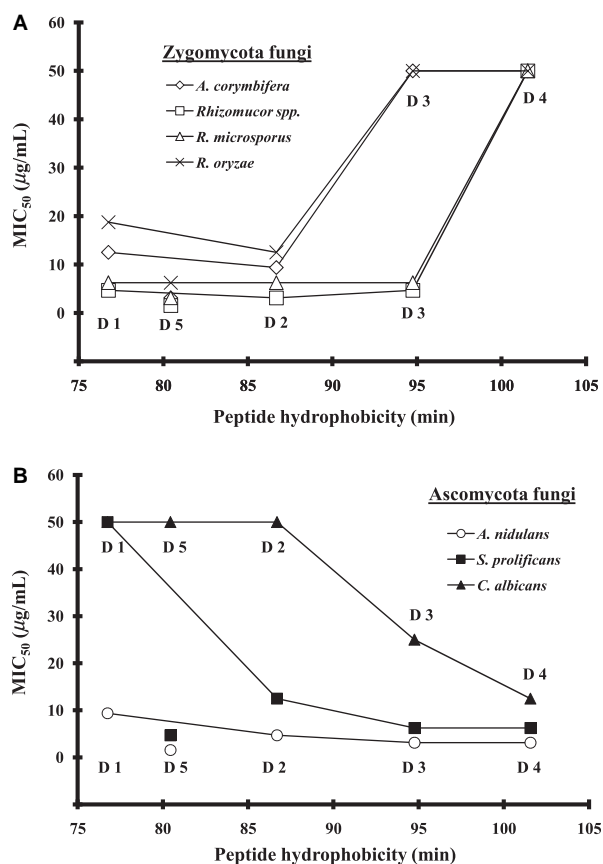 A
60
50
40
30
20
10
0
MIC50 (μg/mL)
Zygomycota fungi
A. corymbifera
Rhizomucor spp.
R. microsporus
R. oryzae
D 3
D 4
D 1
D 5
D 2
D 3
75 80 85 90 95 100 105
Peptide hydrophobicity (min)
B
60
50
40
30
20
10
0
MIC50 (μg/mL)
Ascomycota fungi
A. nidulans
S. prolificans
C. albicans
D 1
D 5
D 2
D 3
D 4
D 1
D 5
D 2
D 3
D 4
75 80 85 90 95 100 105
Peptide hydrophobicity (min)